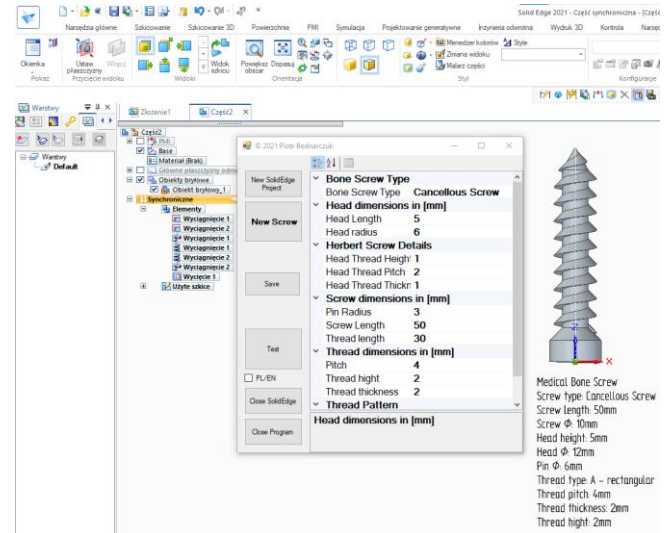 Solid Edge 2021 - Część synchroniczna - [Część
Narzędzia główne Szkicowanie Szkicowanie 3D Powierzchnie PMI Symulacja Projektowanie generatywne Inżynieria odwrotna Wydruk 3D Kontrola Narzęd
Okienka Ustaw płaszczyzny Włącz Widok szkicu Powiększ obszar Dopasuj Menedżer kolorów Style
Zmiana widoku
Malarz części
Pokaż Przycięcie widoku Widoki Orientacja Styl Konfiguracje
Warstwy
Złożenie1 Część2
Część2
PMI
Base
Materiał (Brak)
Główne płaszczyzny odnie
Obiekty bryłowe
Obiekt bryłowy_1
Synchroniczne
Elementy
Wyciągnięcie 1
Wyciągnięcie 2
Wyciągnięcie 1
Wyciągnięcie 1
Wyciągnięcie 2
Wyciągnięcie 2
Wycięcie 1
Użyte szkice
Warstwy
Default
© 2021 Piotr Bednarczuk
New SolidEdge Project
New Screw
Save
Test
PL/EN
Close SolidEdge
Close Program
Bone Screw Type
Bone Screw Type Cancellous Screw
Head dimensions in [mm]
Head Length 5
Head radius 6
Herbert Screw Details
Head Thread Heigh 1
Head Thread Pitch 2
Head Thread Thickn 1
Screw dimensions in [mm]
Pin Radius 3
Screw Length 50
Thread length 30
Thread dimensions in [mm]
Pitch 4
Thread hight 2
Thread thickness 2
Thread Pattern
Head dimensions in [mm]
Z
X
Medical Bone Screw
Screw type: Cancellous Screw
Screw length: 50mm
Screw Φ: 10mm
Head height: 5mm
Head Φ: 12mm
Pin Φ: 6mm
Thread type: A - rectangular
Thread pitch: 4mm
Thread thickness: 2mm
Thread hight: 2mm